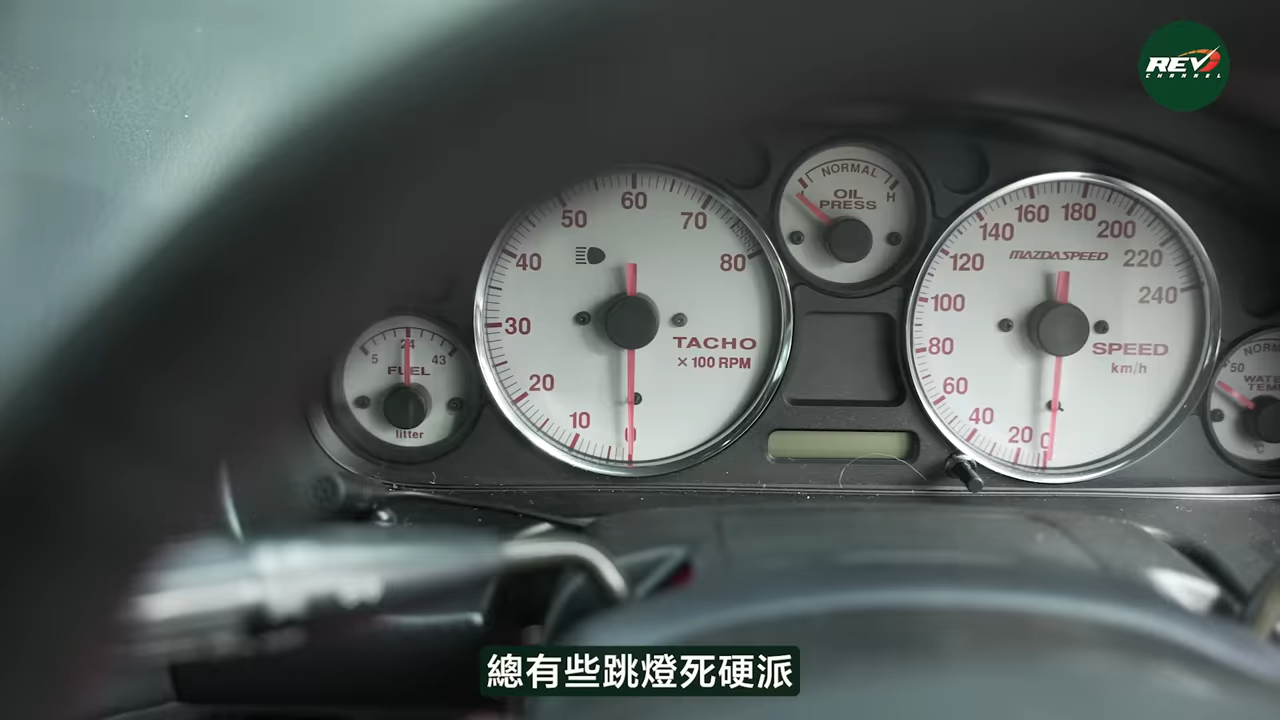 REV
CHANNEL
NORMAL
H
OIL
PRESS
60
50
70
40
80
30
TACHO
×100 RPM
20
10
0
160
180
140
200
120
220
MAZDASPEED
240
100
80
SPEED
km/h
60
40
20
0
5
24
43
FUEL
litter
50
C
總有些跳燈死硬派